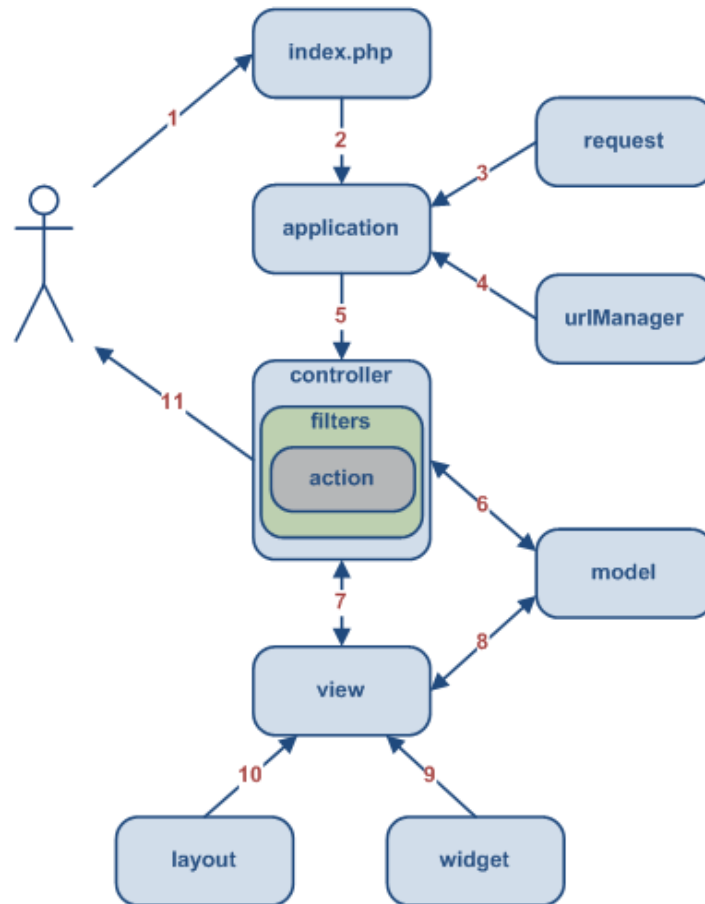 index.php
1
2
request
3
application
4
urlManager
5
controller
11
filters
action
6
model
7
8
view
10
9
layout
widget